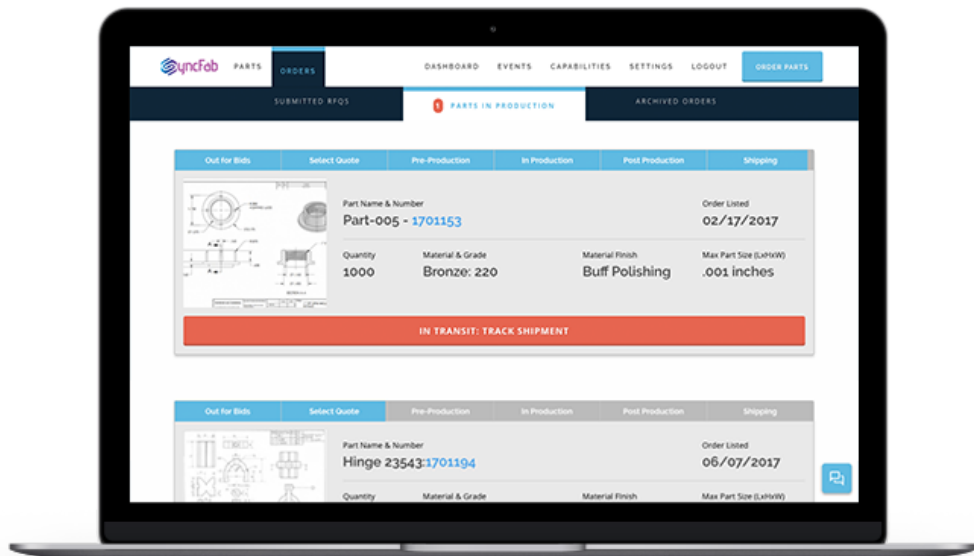 SyncFab PARTS ORDERS DASHBOARD EVENTS CAPABILITIES SETTINGS LOGOUT ORDER PARTS
SUBMITTED RFQS 1 PARTS IN PRODUCTION ARCHIVED ORDERS
Out for Bids Select Quote Pre-Production In Production Post Production Shipping
Part Name & Number Order Listed
Part-005 - 1701153 02/17/2017
Quantity Material & Grade Material Finish Max Part Size (LxHxW)
1000 Bronze: 220 Buff Polishing .001 inches
IN TRANSIT: TRACK SHIPMENT
Out for Bids Select Quote Pre-Production In Production Post Production Shipping
Part Name & Number Order Listed
Hinge 23543:1701194 06/07/2017
Quantity Material & Grade Material Finish Max Part Size (LxHxW)